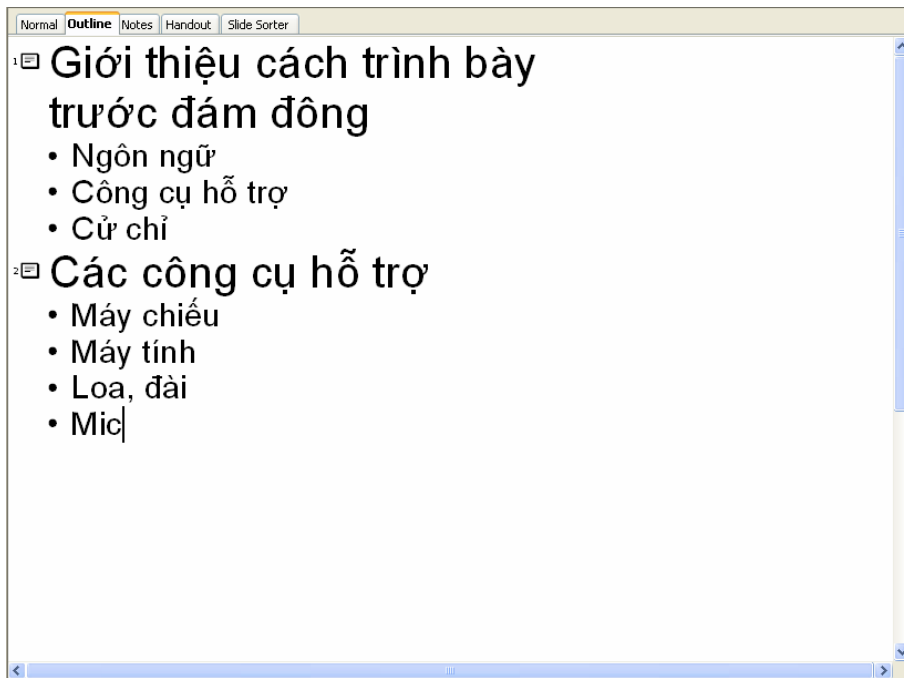 Normal Outline Notes Handout Slide Sorter
1 Giới thiệu cách trình bày
trước đám đông
• Ngôn ngữ
• Công cụ hỗ trợ
• Cử chỉ
2 Các công cụ hỗ trợ
• Máy chiếu
• Máy tính
• Loa, đài
• Mic